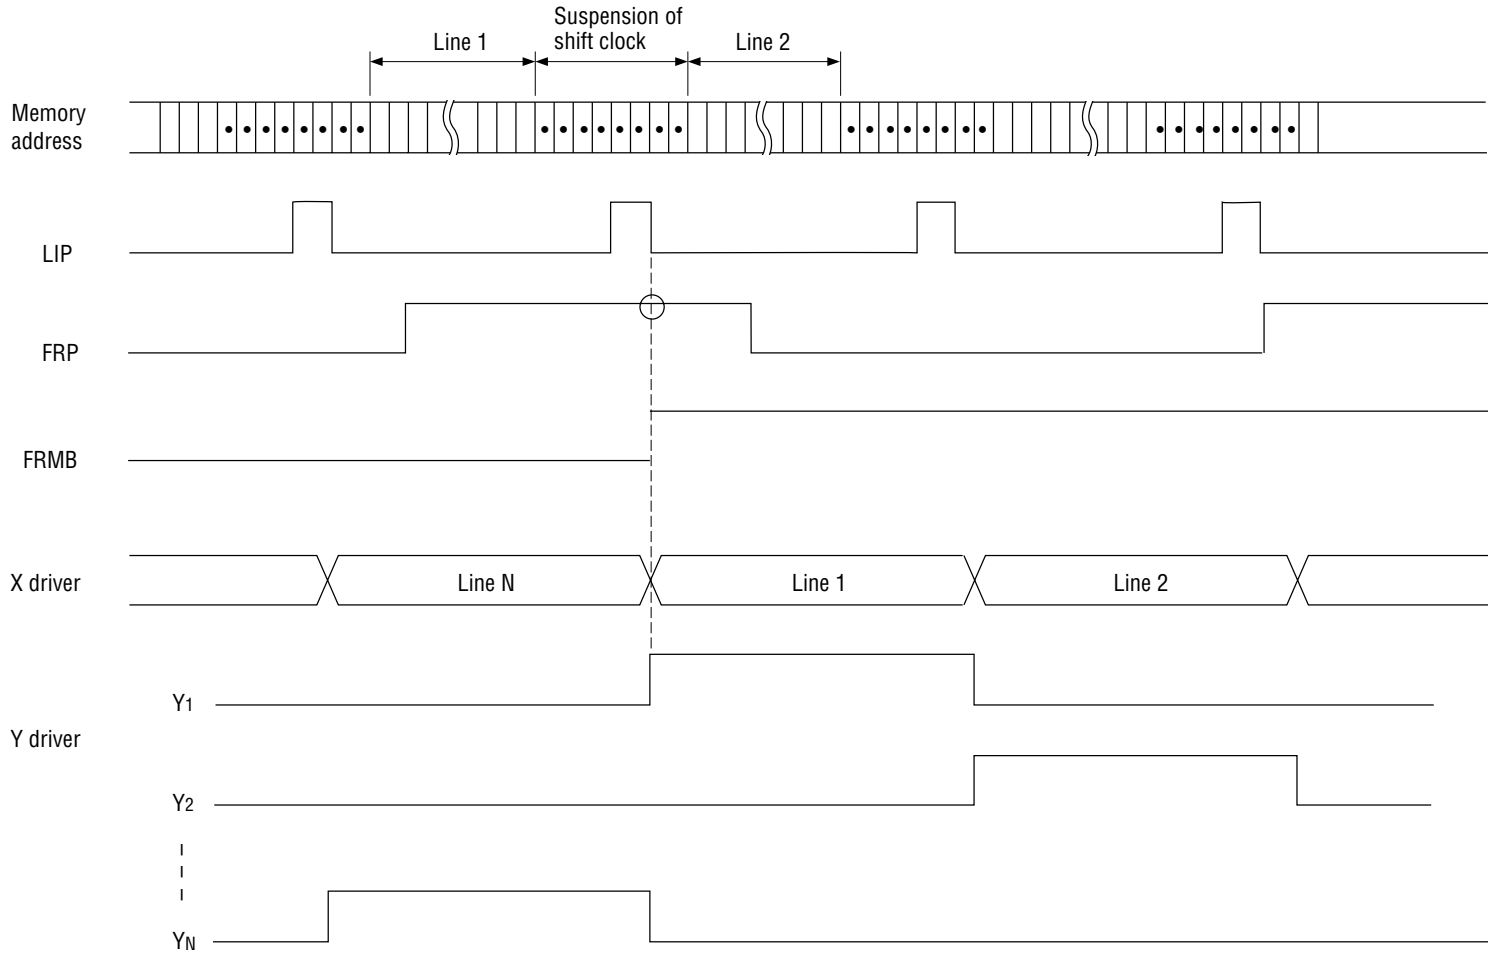 Suspension of
Line 1 shift clock Line 2
Memory
address
LIP
FRP
FRMB
X driver Line N Line 1 Line 2
Y1
Y driver
Y2
YN